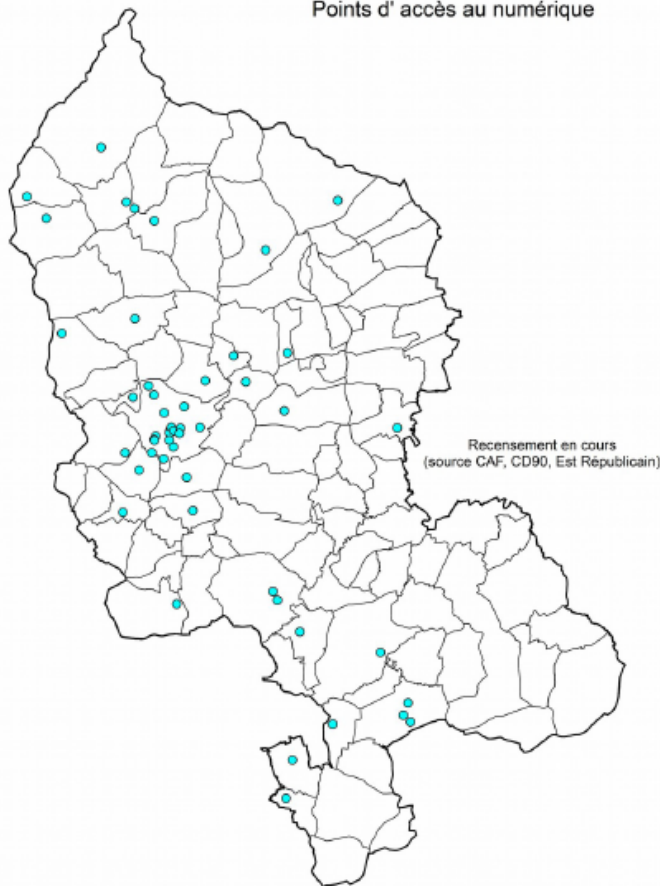 Points d' accès au numérique
Recensement en cours
(source CAF, CD90, Est Républicain)